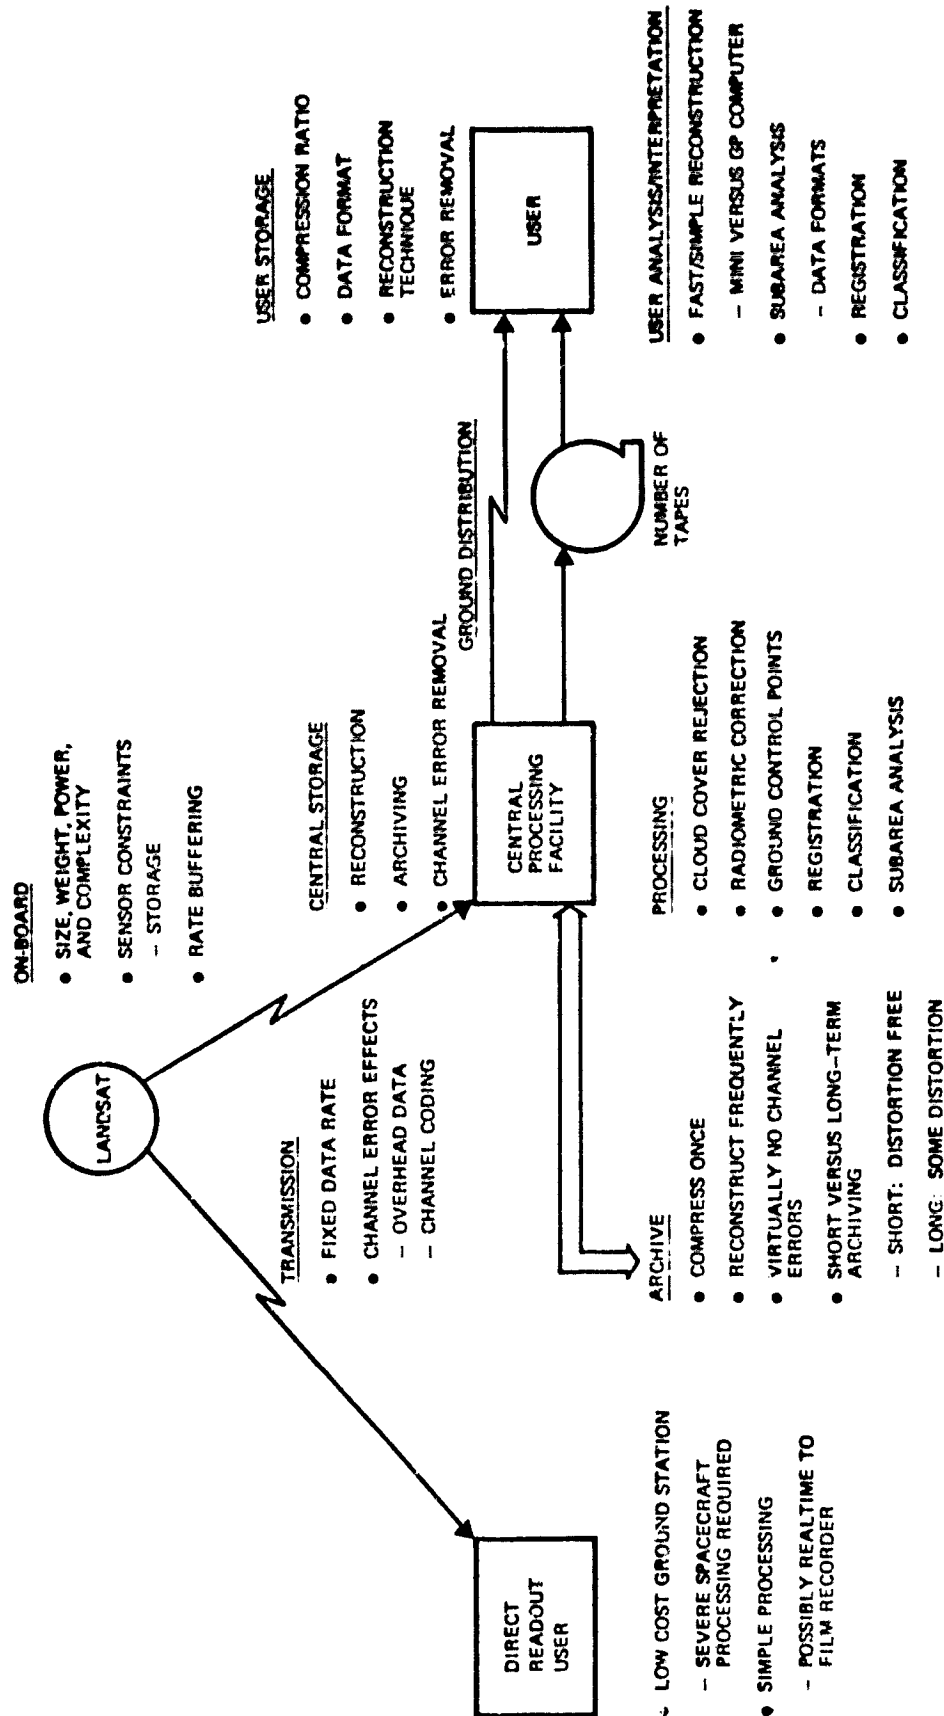 ON-BOARD
• SIZE, WEIGHT, POWER,
AND COMPLEXITY
• SENSOR CONSTRAINTS
– STORAGE
• RATE BUFFERING
LANDSAT
TRANSMISSION
• FIXED DATA RATE
• CHANNEL ERROR EFFECTS
– OVERHEAD DATA
– CHANNEL CODING
CENTRAL STORAGE
• RECONSTRUCTION
• ARCHIVING
• CHANNEL ERROR REMOVAL
USER STORAGE
• COMPRESSION RATIO
• DATA FORMAT
• RECONSTRUCTION
TECHNIQUE
• ERROR REMOVAL
GROUND DISTRIBUTION
DIRECT
READOUT
USER
CENTRAL
PROCESSING
FACILITY
USER
NUMBER OF
TAPES
LOW COST GROUND STATION
– SEVERE SPACECRAFT
PROCESSING REQUIRED
• SIMPLE PROCESSING
– POSSIBLY REALTIME TO
FILM RECORDER
ARCHIVE
• COMPRESS ONCE
• RECONSTRUCT FREQUENTLY
• VIRTUALLY NO CHANNEL
ERRORS
• SHORT VERSUS LONG-TERM
ARCHIVING
– SHORT: DISTORTION FREE
– LONG: SOME DISTORTION
PROCESSING
• CLOUD COVER REJECTION
• RADIOMETRIC CORRECTION
• GROUND CONTROL POINTS
• REGISTRATION
• CLASSIFICATION
• SUBAREA ANALYSIS
USER ANALYSIS/INTERPRETATION
• FAST/SIMPLE RECONSTRUCTION
– MINI VERSUS GP COMPUTER
• SUBAREA ANALYSIS
– DATA FORMATS
• REGISTRATION
• CLASSIFICATION